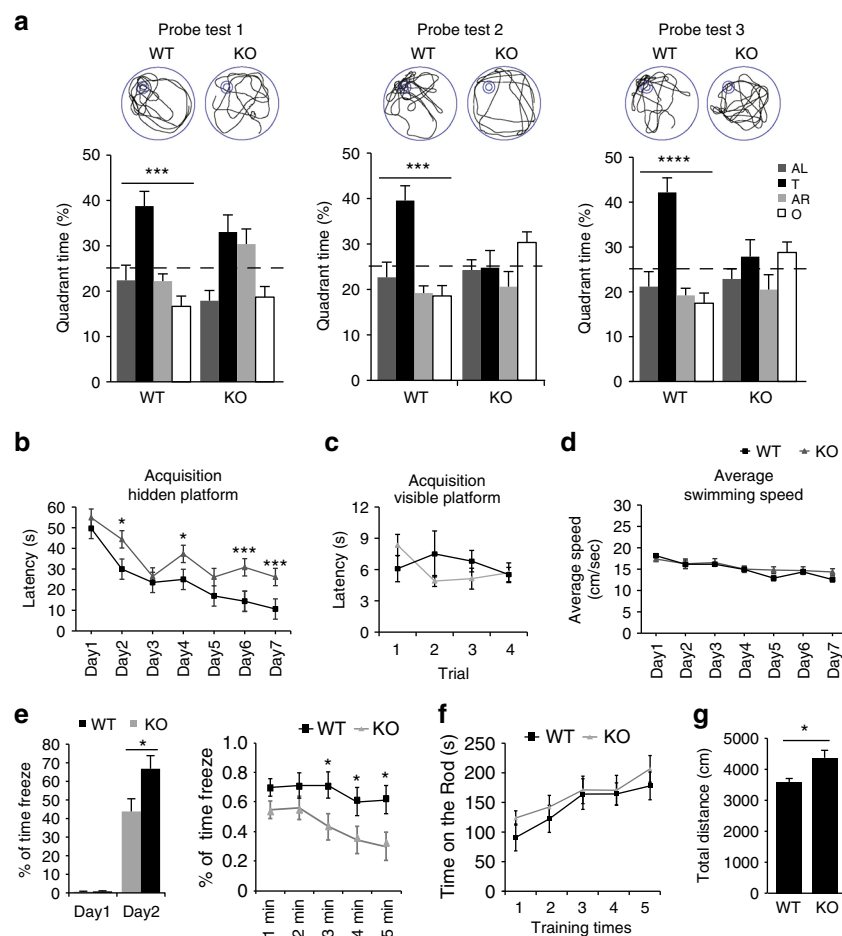 a
Probe test 1
WT KO
Probe test 2
WT KO
Probe test 3
WT KO
Quadrant time (%)
50
40
30
20
10
0
***
WT KO
Quadrant time (%)
50
40
30
20
10
0
***
WT KO
Quadrant time (%)
50
40
30
20
10
0
****
AL
T
AR
O
WT KO
b
Acquisition
hidden platform
Latency (s)
60
50
40
30
20
10
0
* * *** ***
Day1 Day2 Day3 Day4 Day5 Day6 Day7
c
Acquisition
visible platform
Latency (s)
12
9
6
3
0
1 2 3 4
Trial
d
WT KO
Average
swimming speed
Average speed
(cm/sec)
30
25
20
15
10
5
0
Day1 Day2 Day3 Day4 Day5 Day6 Day7
e
WT KO
% of time freeze
80
70
60
50
40
30
20
10
0
*
Day1 Day2
WT KO
% of time freeze
1.0
0.8
0.6
0.4
0.2
0
* * *
1 min 2 min 3 min 4 min 5 min
f
WT KO
Time on the Rod (s)
250
200
150
100
50
0
1 2 3 4 5
Training times
g
Total distance (cm)
6000
5000
4000
3000
2000
1000
0
*
WT KO